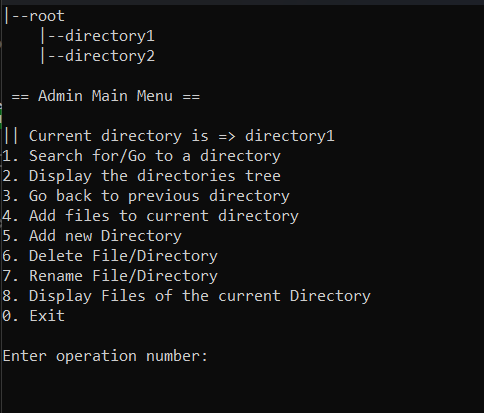 |--root
    |--directory1
    |--directory2
 == Admin Main Menu ==
|| Current directory is => directory1
1. Search for/Go to a directory
2. Display the directories tree
3. Go back to previous directory
4. Add files to current directory
5. Add new Directory
6. Delete File/Directory
7. Rename File/Directory
8. Display Files of the current Directory
0. Exit
Enter operation number: